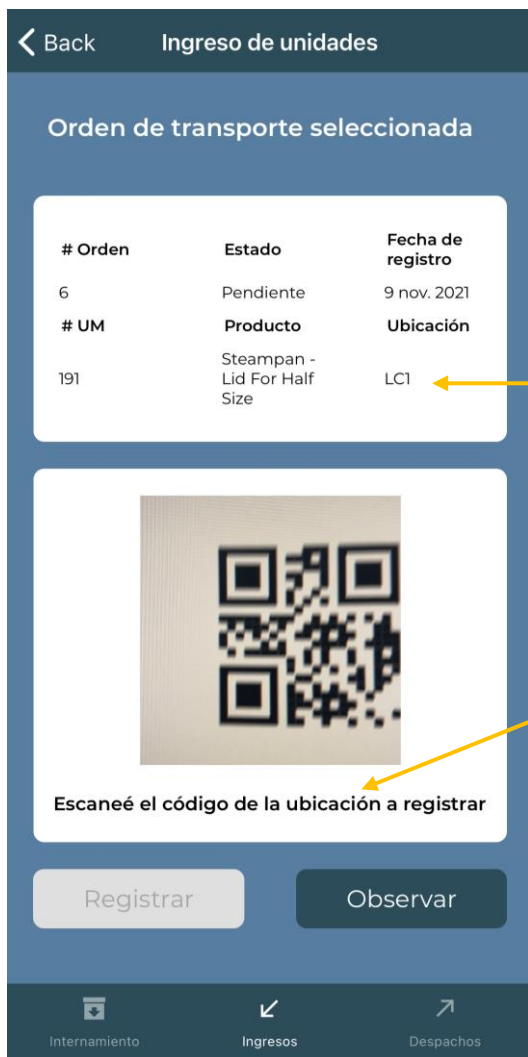 Back Ingreso de unidades
Orden de transporte seleccionada
# Orden Estado Fecha de
registro
6 Pendiente 9 nov. 2021
# UM Producto Ubicación
191 Steampan - LC1
Lid For Half
Size
Escaneé el código de la ubicación a registrar
Registrar Observar
Internamiento Ingresos Despachos